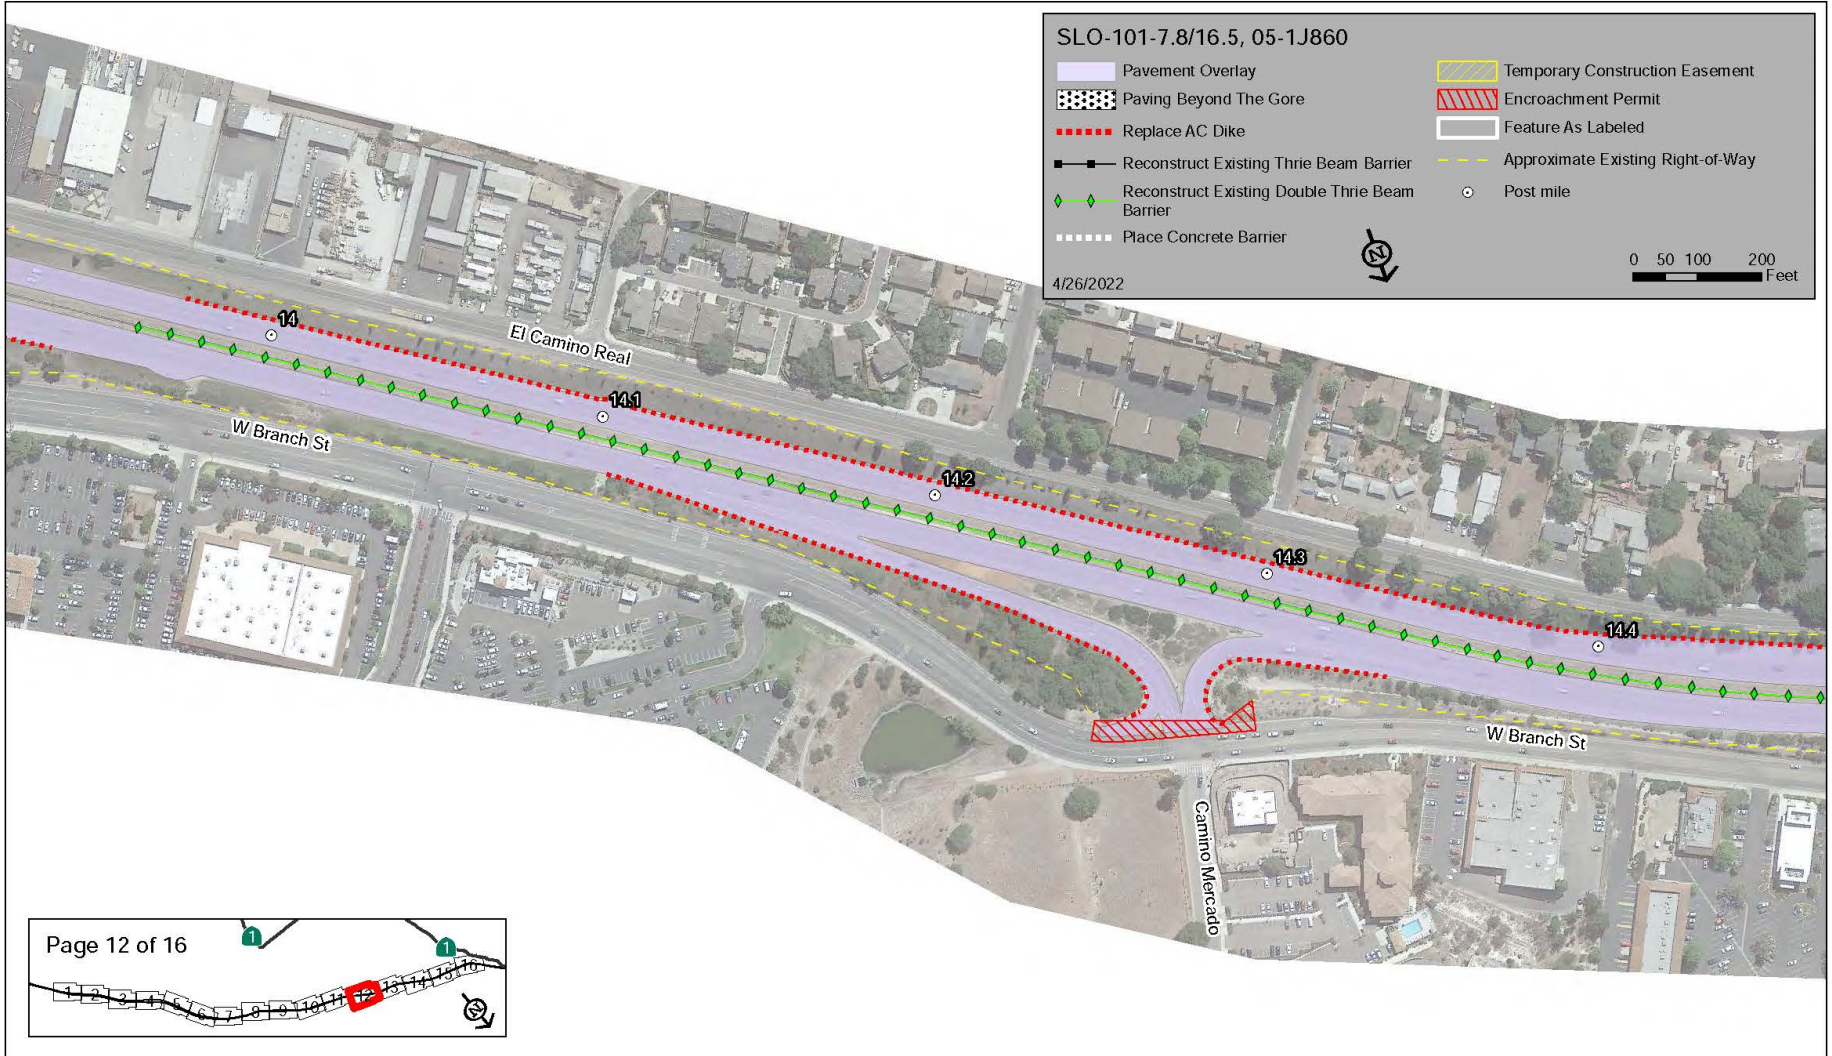 SLO-101-7.8/16.5, 05-1J860
Pavement Overlay
Paving Beyond The Gore
Replace AC Dike
Reconstruct Existing Thrie Beam Barrier
Reconstruct Existing Double Thrie Beam
Barrier
Place Concrete Barrier
4/26/2022
Temporary Construction Easement
Encroachment Permit
Feature As Labeled
Approximate Existing Right-of-Way
Post mile
N
0 50 100 200
Feet
14
El Camino Real
14.1
W Branch St
14.2
14.3
14.4
W Branch St
Camino Mercado
Page 12 of 16
1
1
1 2 3 4 5 6 7 8 9 10 11 12 13 14 15 16
N